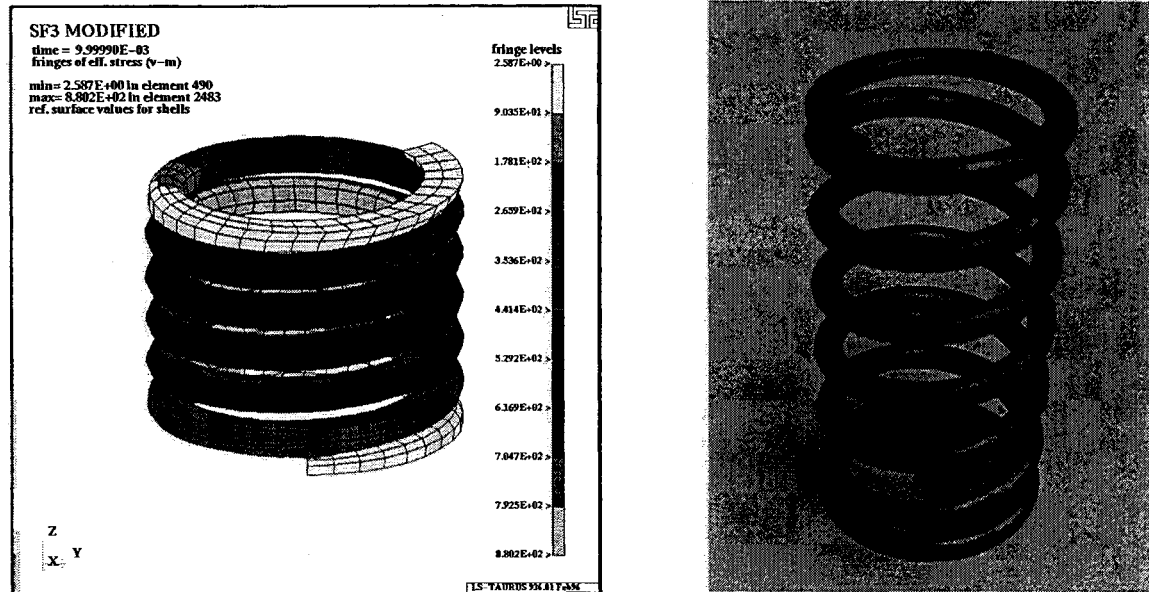 SF3 MODIFIED
time = 9.99990E-03
fringes of eff. stress (v-m)
min= 2.587E+00 in element 490
max= 8.802E+02 in element 2483
ref. surface values for shells
fringe levels
2.587E+00
9.035E+01
1.781E+02
2.659E+02
3.536E+02
4.414E+02
5.292E+02
6.169E+02
7.047E+02
7.925E+02
8.802E+02
Z
Y
X
LS-TAURUS